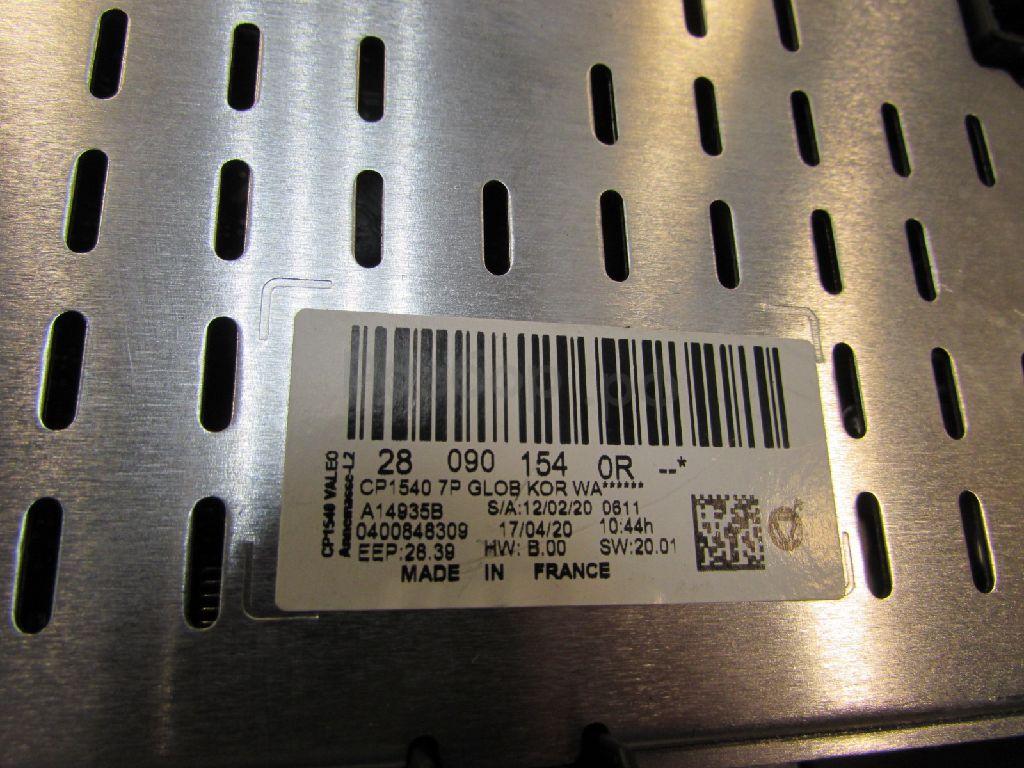 CP1540 VALEO
28 090 154 0R --*
CP1540 7P GLOB KOR WA******
A14935B S/A:12/02/20 0611
0400848309 17/04/20 10:44h
EEP:28.39 HW: B.00 SW:20.01
MADE IN FRANCE